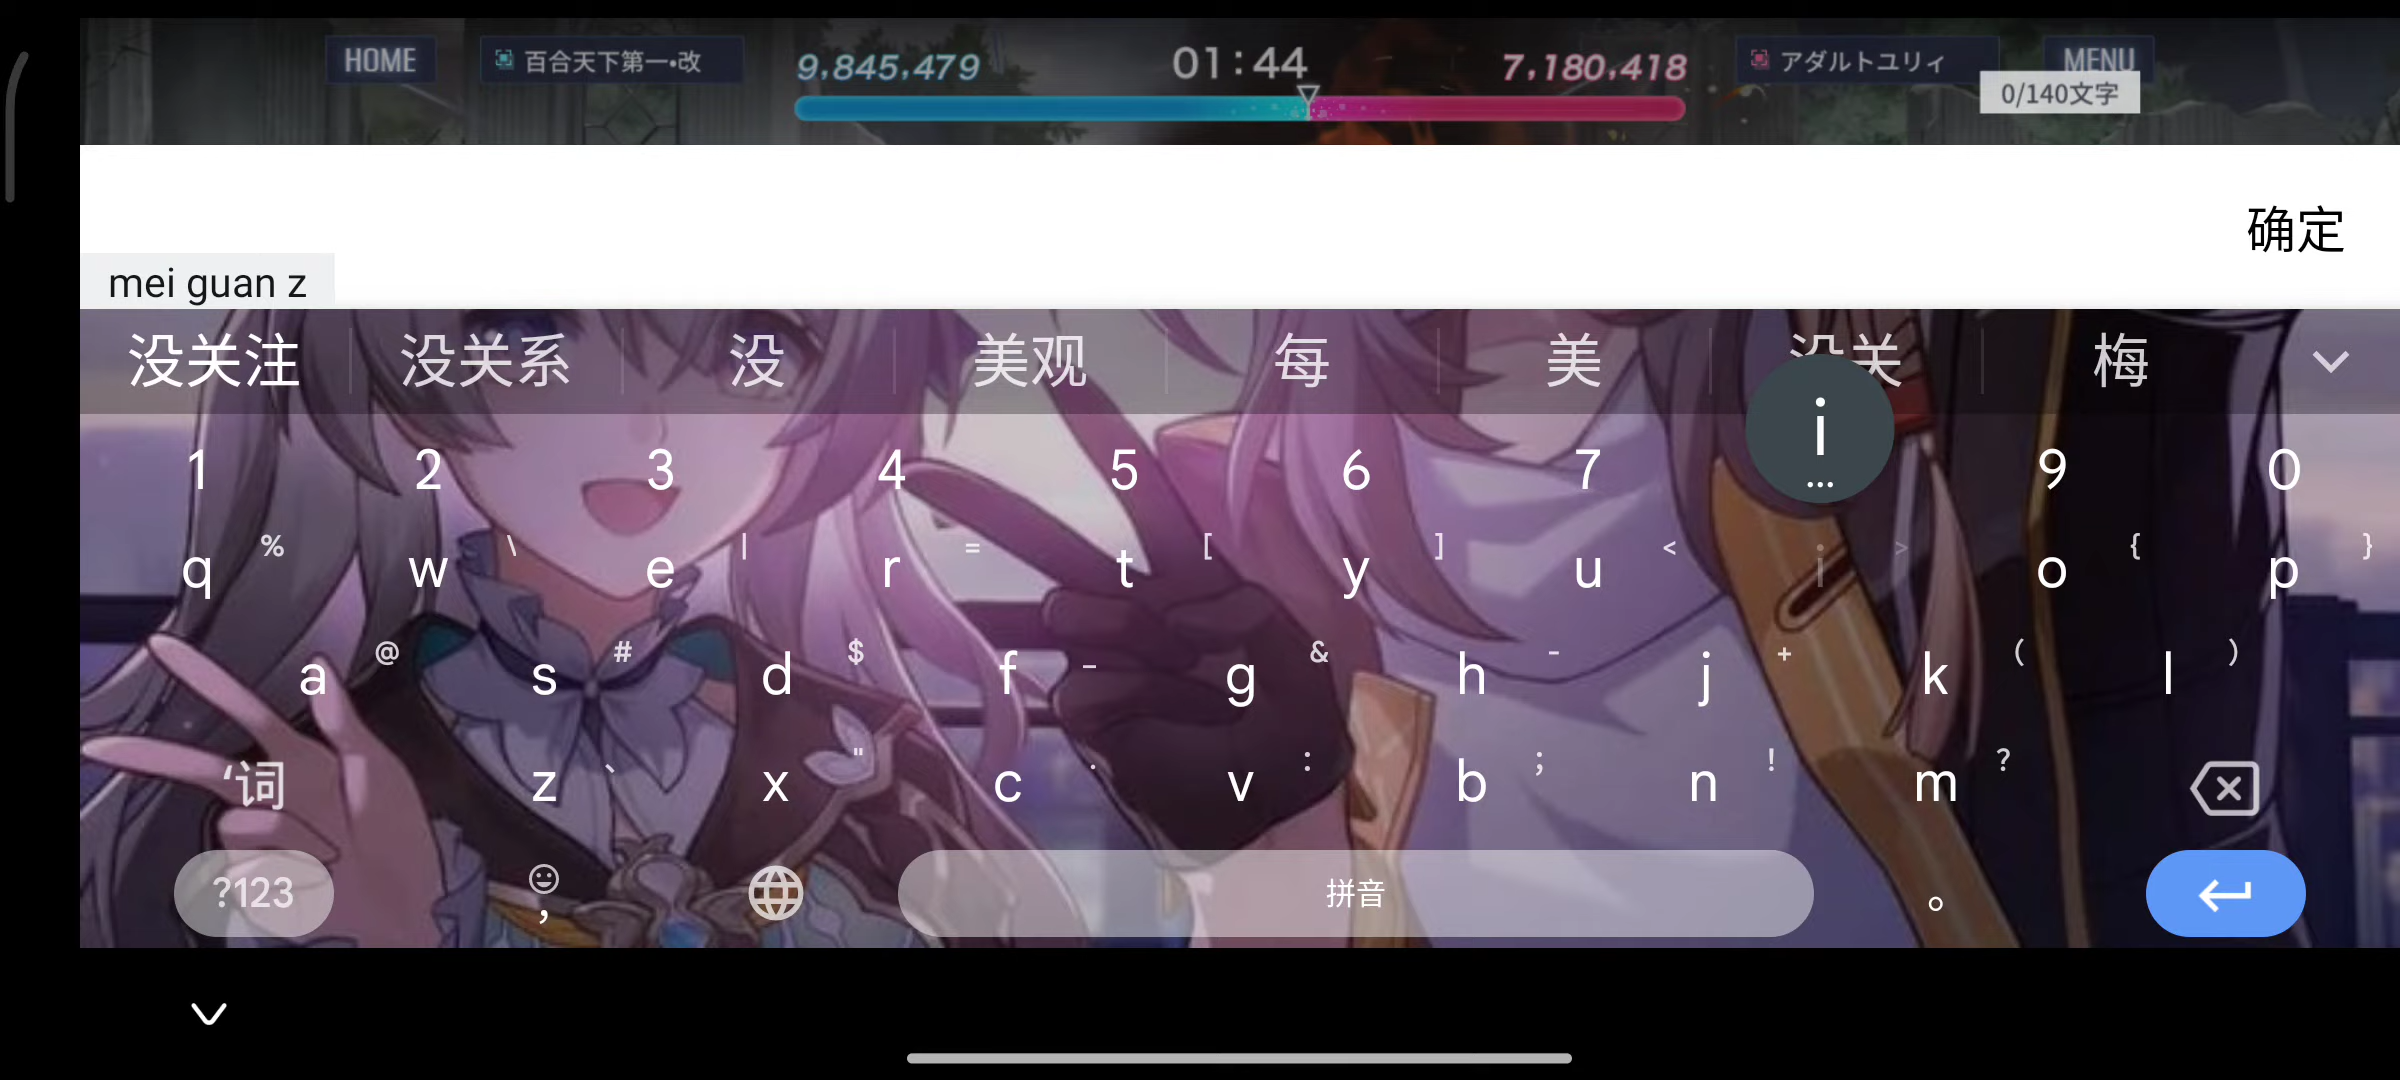 HOME 百合天下第一•改 9,845,479 01:44 7,180,418 アダルトユリィ MENU
0/140文字
确定
mei guan z
没关注 没关系 没 美观 每 美 没关 梅
i
...
1 2 3 4 5 6 7 9 0
% \ | = [ ] < > { }
q w e r t y u i o p
@ # $ _ & - + ( )
a s d f g h j k l
、 " · : ; ! ?
‘词 z x c v b n m
?123 , 拼音 。